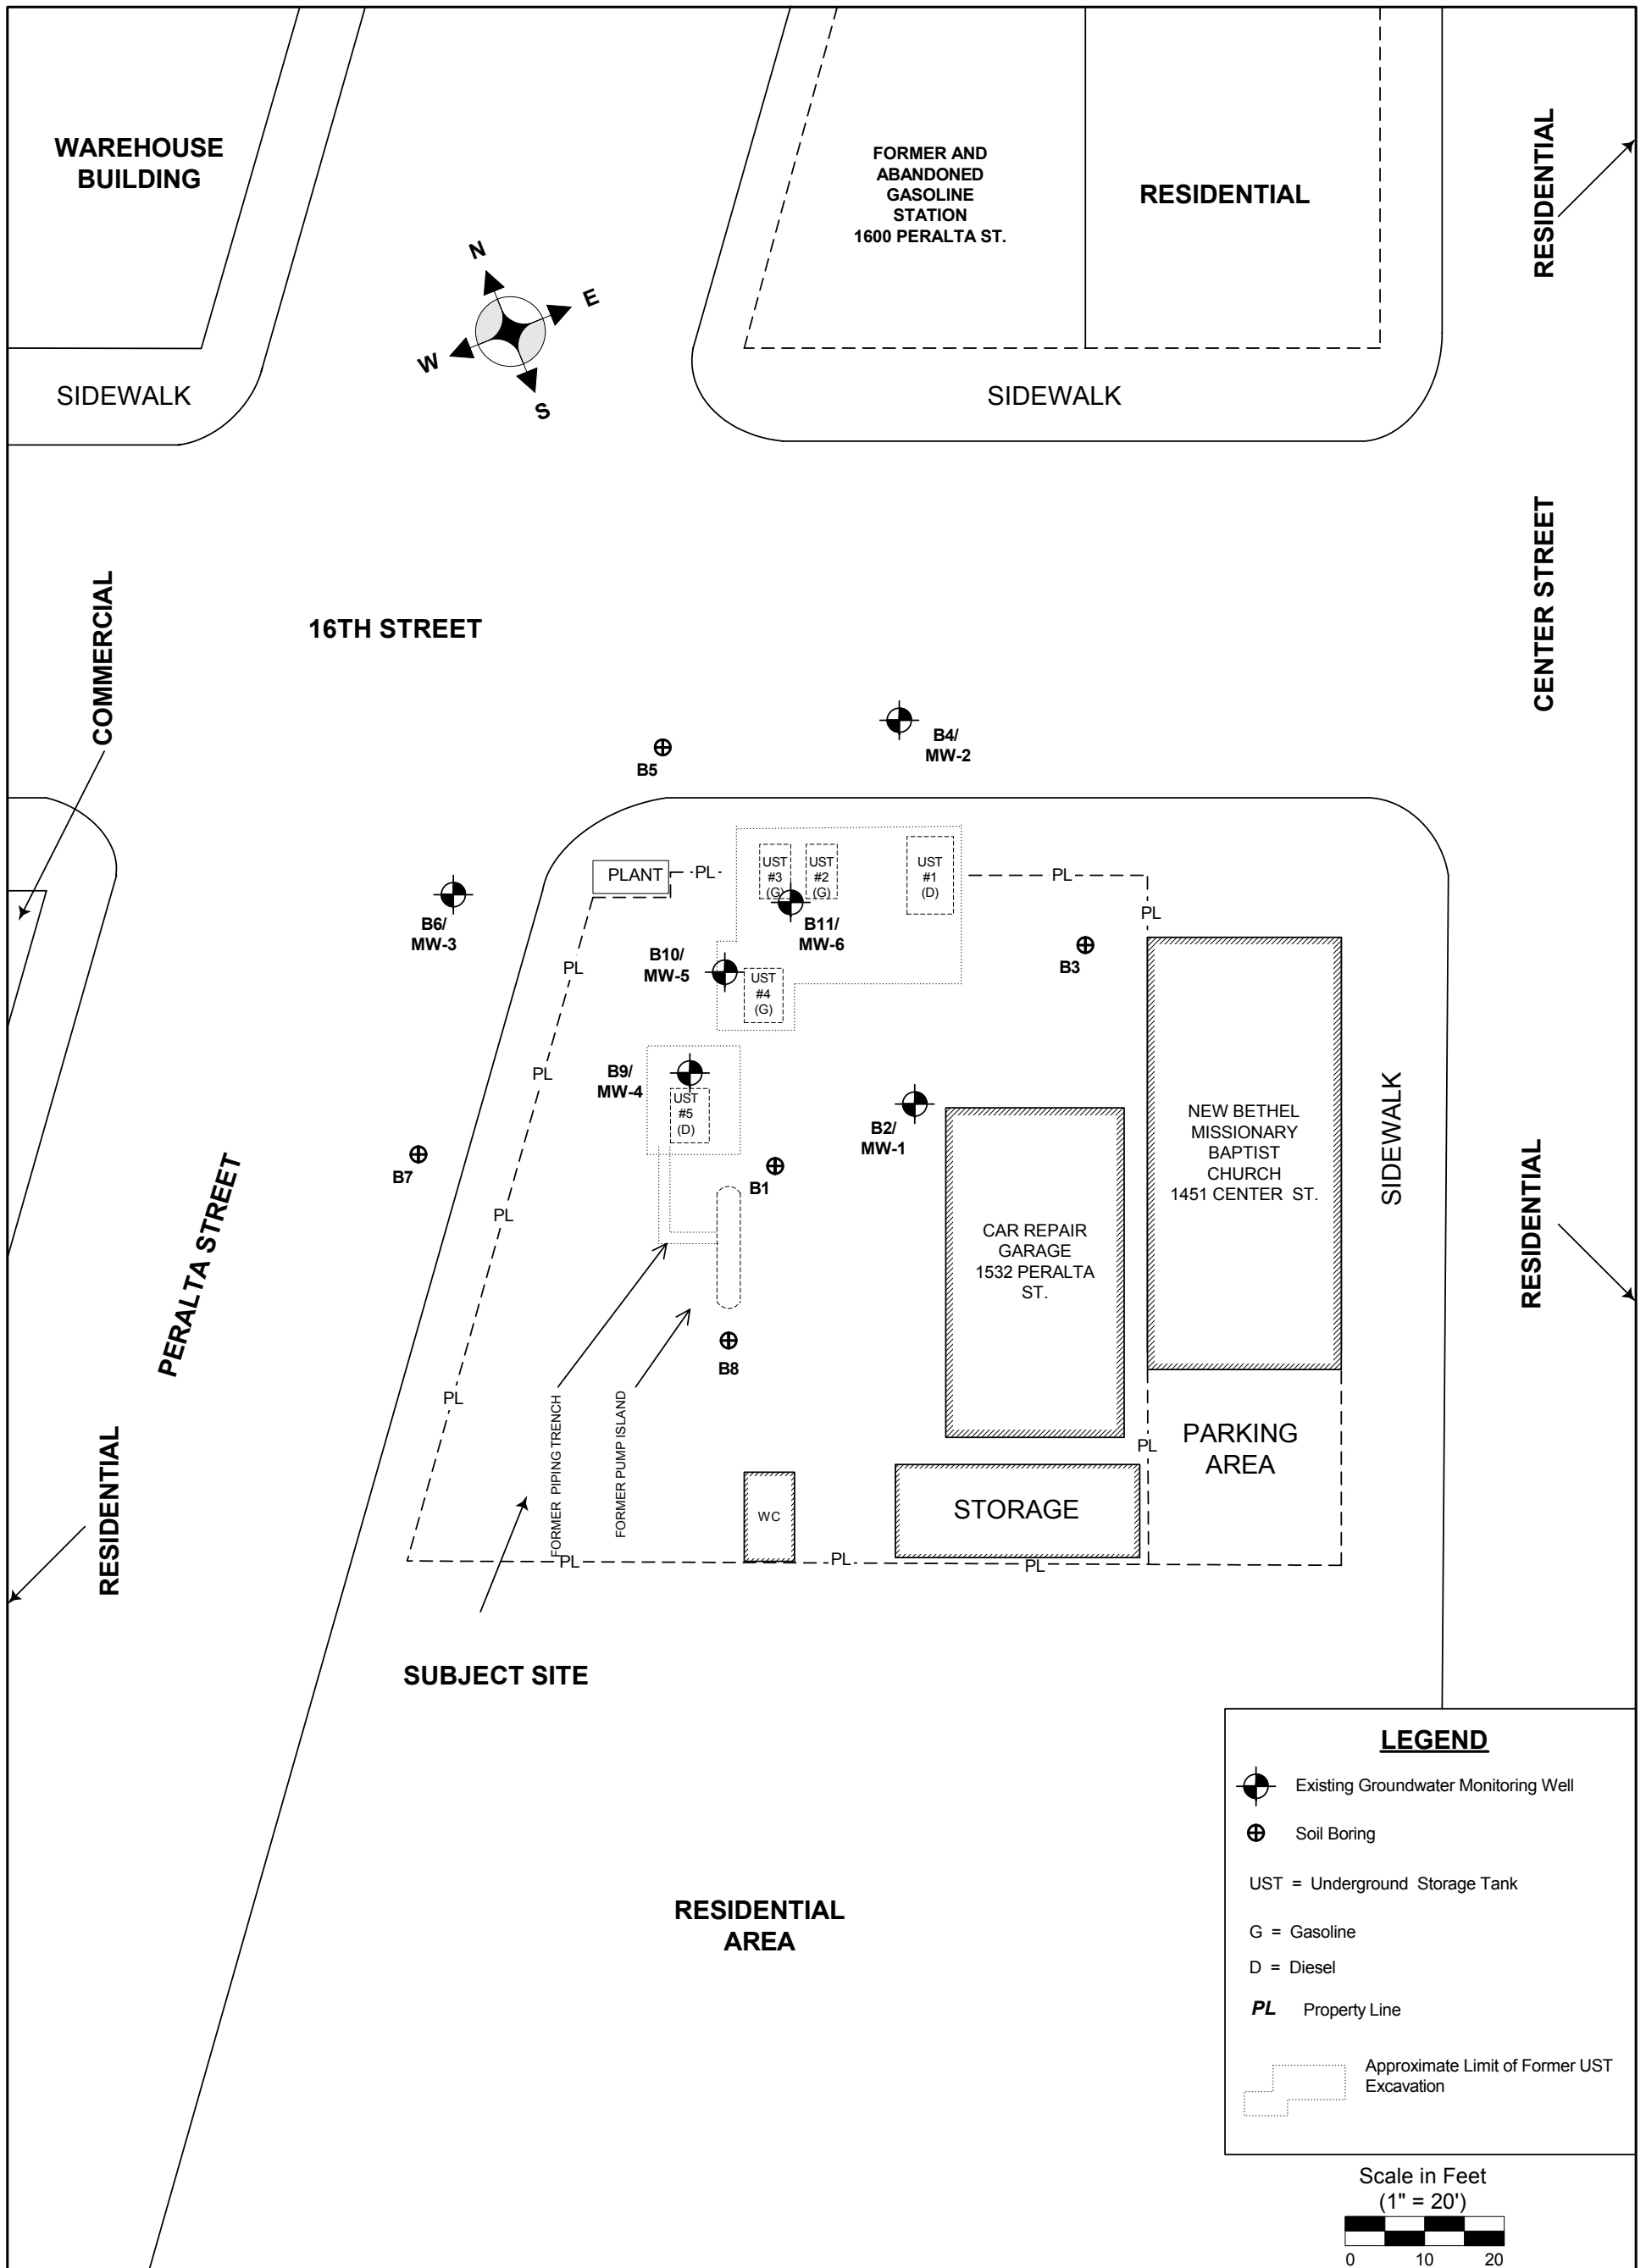 WAREHOUSE
BUILDING
FORMER AND
ABANDONED
GASOLINE
STATION
1600 PERALTA ST.
RESIDENTIAL
RESIDENTIAL
N
E
W
S
SIDEWALK
SIDEWALK
COMMERCIAL
16TH STREET
CENTER STREET
B4/
MW-2
B5
PLANT
PL
UST
#3
(G)
UST
#2
(G)
UST
#1
(D)
PL
PL
B6/
MW-3
B11/
MW-6
B10/
MW-5
UST
#4
(G)
B3
PL
PL
B9/
MW-4
UST
#5
(D)
B2/
MW-1
NEW BETHEL
MISSIONARY
BAPTIST
CHURCH
1451 CENTER ST.
SIDEWALK
B7
B1
PL
PERALTA STREET
CAR REPAIR
GARAGE
1532 PERALTA
ST.
RESIDENTIAL
B8
PL
FORMER PIPING TRENCH
FORMER PUMP ISLAND
PL
PARKING
AREA
RESIDENTIAL
WC
STORAGE
PL
PL
PL
SUBJECT SITE
RESIDENTIAL
AREA
LEGEND
Existing Groundwater Monitoring Well
Soil Boring
UST = Underground Storage Tank
G = Gasoline
D = Diesel
PL Property Line
Approximate Limit of Former UST
Excavation
Scale in Feet
(1" = 20')
0 10 20